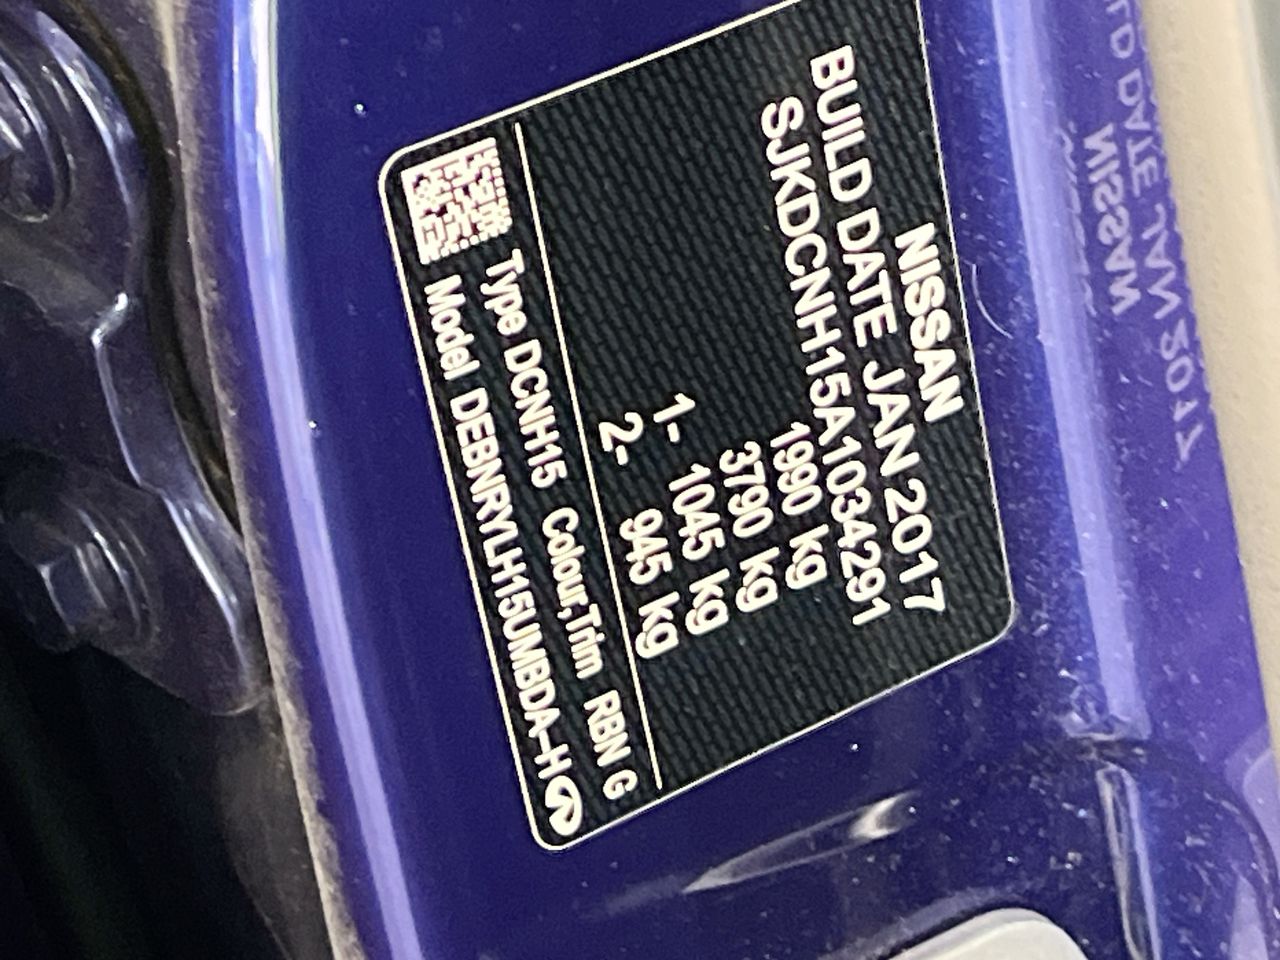 NISSAN
BUILD DATE JAN 2017
SJKDCNH15A1034291
1990 kg
3790 kg
1- 1045 kg
2- 945 kg
Type DCNH15 Colour,Trim RBN G
Model DEBNRYLH15UMBDA-H